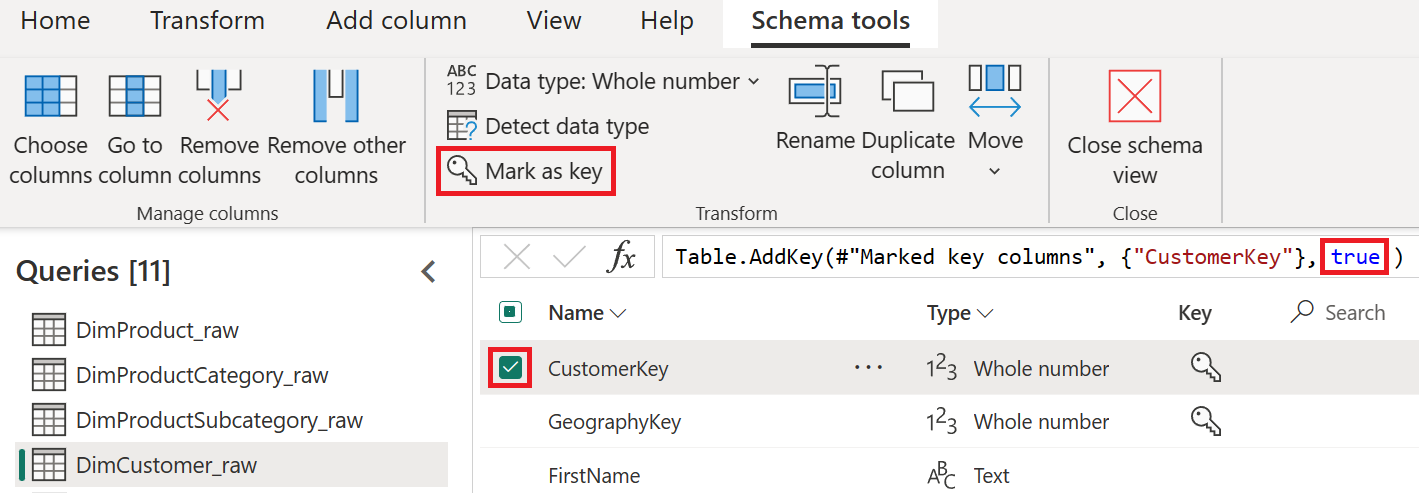 Home Transform Add column View Help Schema tools
Choose columns
Go to column
Remove columns
Remove other columns
Manage columns
ABC 123 Data type: Whole number
Detect data type
Mark as key
Rename
Duplicate column
Move
Transform
Close schema view
Close
Queries [11]
DimProduct_raw
DimProductCategory_raw
DimProductSubcategory_raw
DimCustomer_raw
fx Table.AddKey(#"Marked key columns", {"CustomerKey"}, true )
Name Type Key Search
CustomerKey ... 123 Whole number
GeographyKey 123 Whole number
FirstName ABC Text